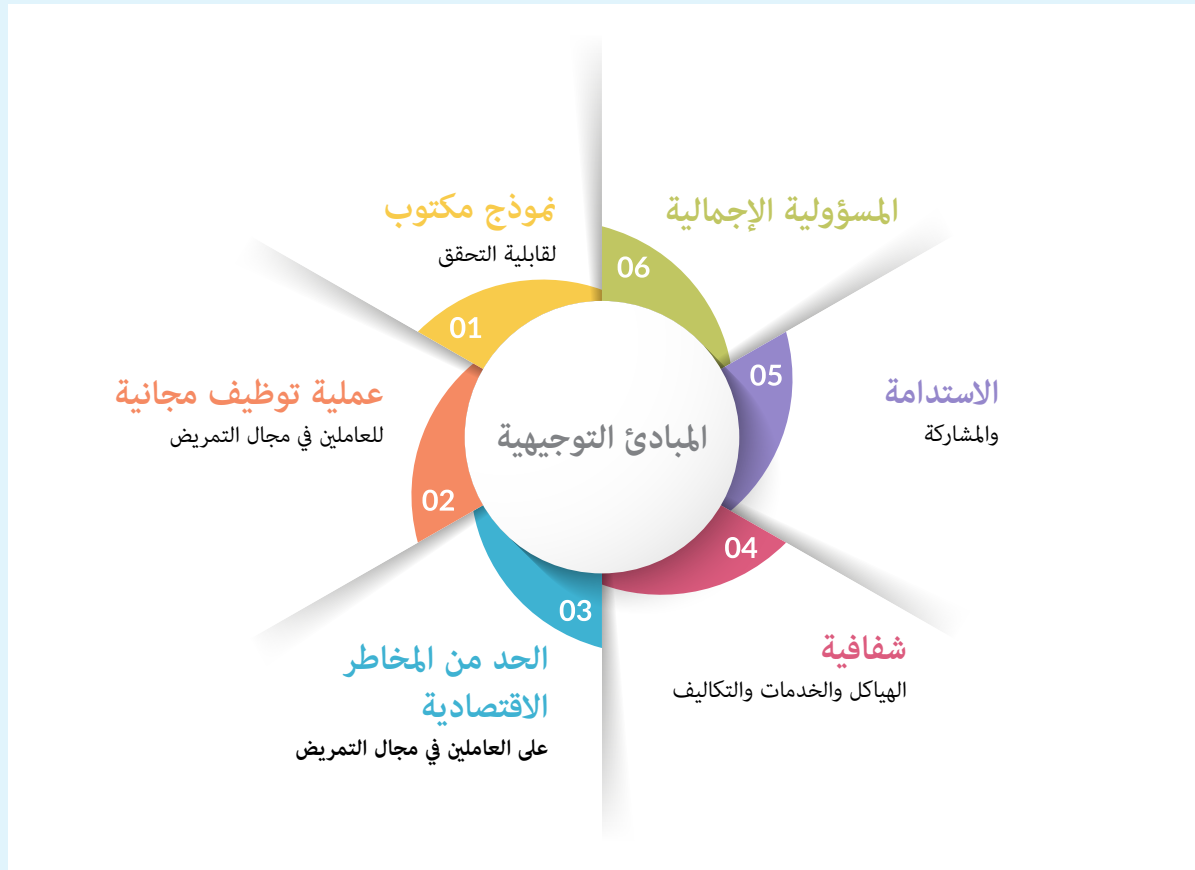 المبادئ التوجيهية
01
نموذج مكتوب
لقابلية التحقق
02
عملية توظيف مجانية
للعاملين في مجال التمريض
03
الحد من المخاطر
الاقتصادية
على العاملين في مجال التمريض
04
شفافية
الهياكل والخدمات والتكاليف
05
الاستدامة
والمشاركة
06
المسؤولية الإجمالية